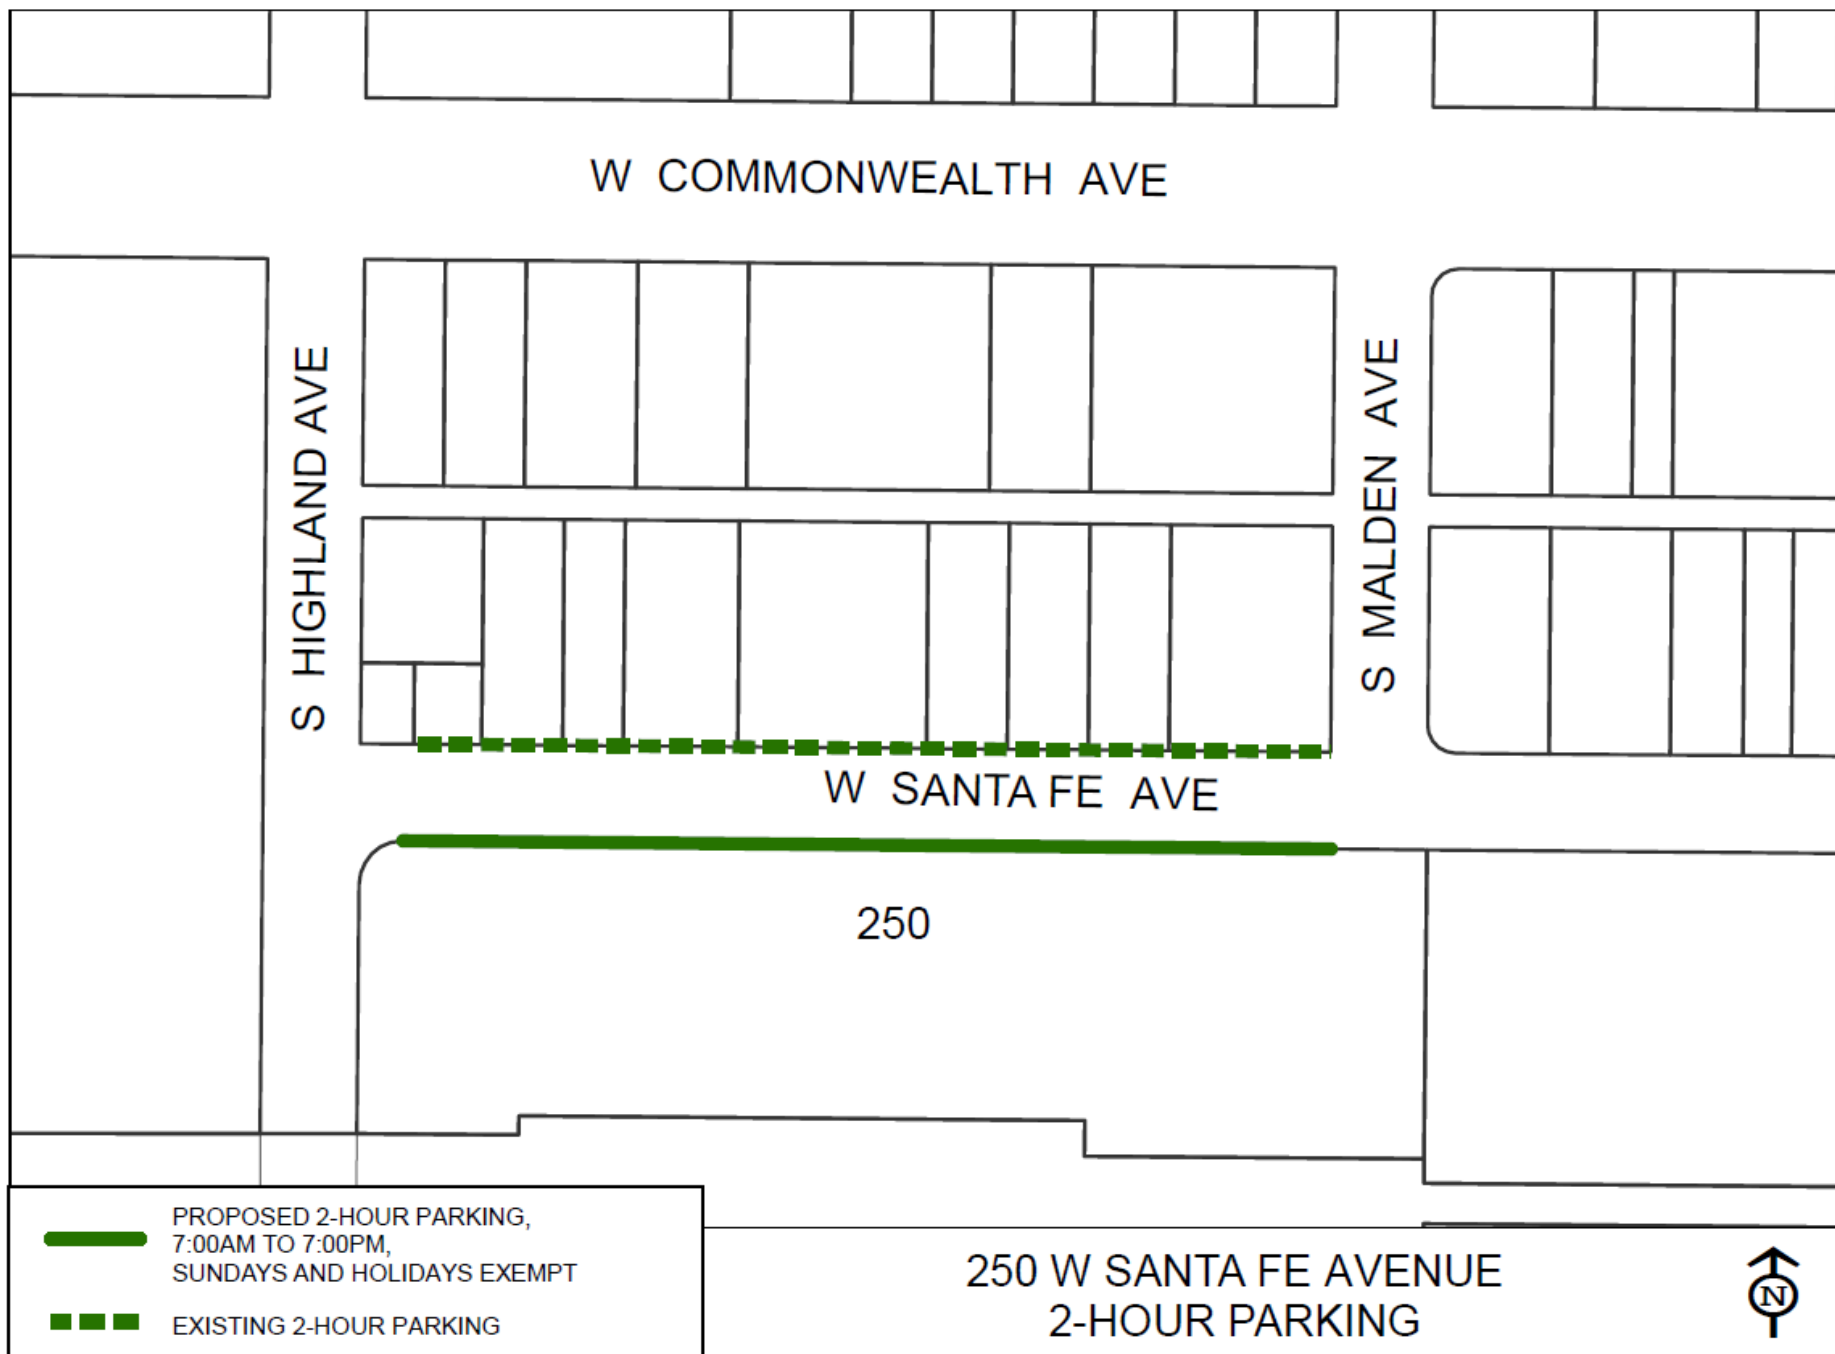 W COMMONWEALTH AVE
S HIGHLAND AVE
S MALDEN AVE
W SANTA FE AVE
250
PROPOSED 2-HOUR PARKING,
7:00AM TO 7:00PM,
SUNDAYS AND HOLIDAYS EXEMPT
EXISTING 2-HOUR PARKING
250 W SANTA FE AVENUE
2-HOUR PARKING
N